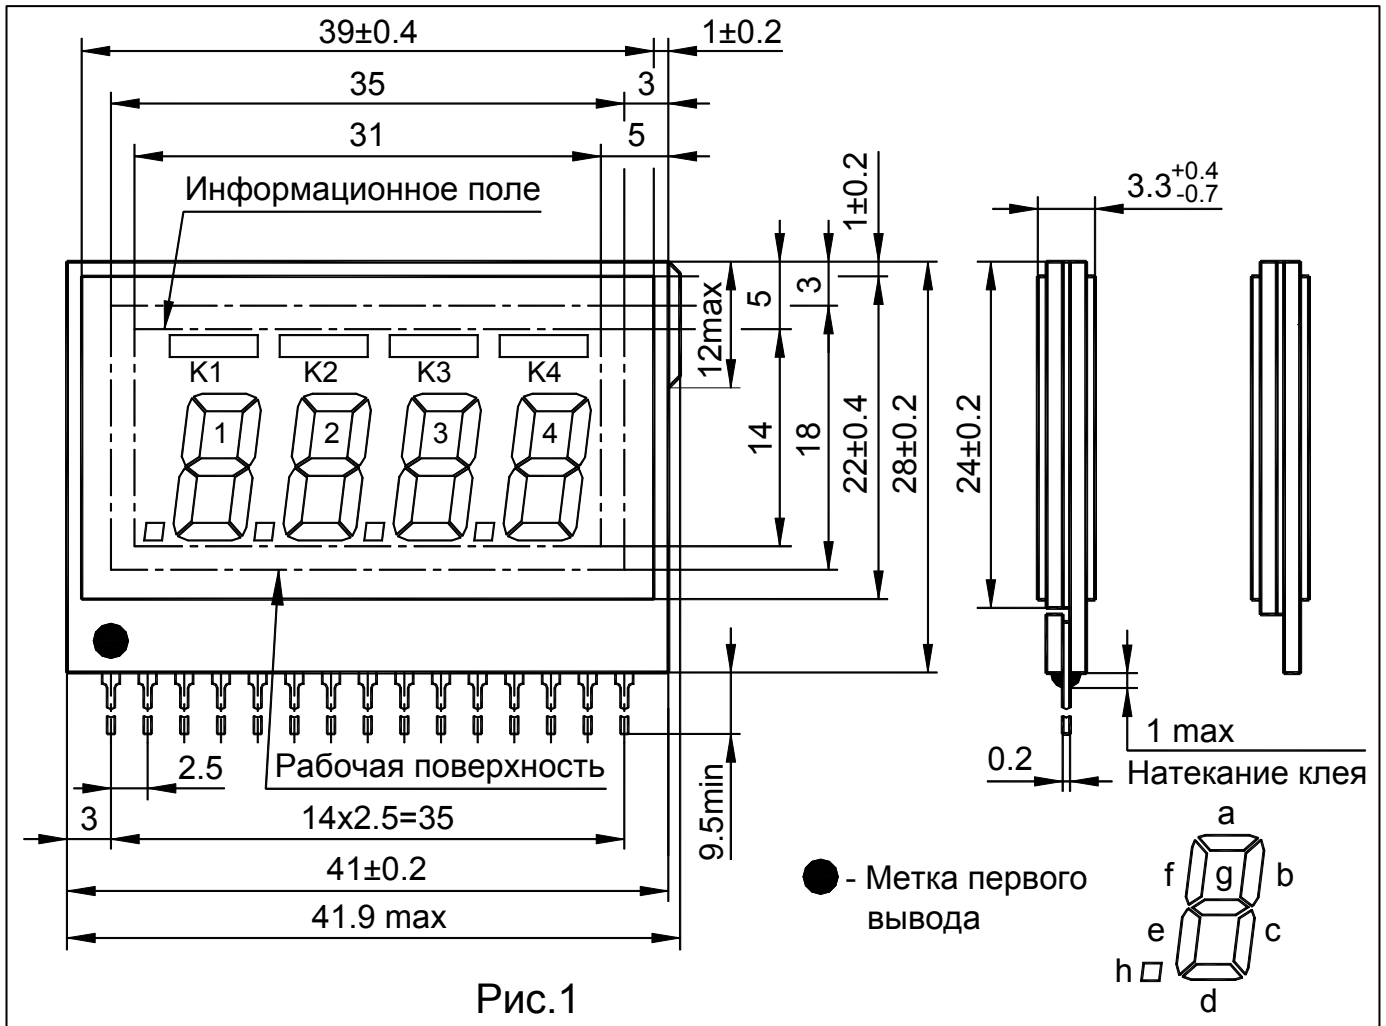 39±0.4
1±0.2
35
3
31
5
Информационное поле
1±0.2
3.3 +0.4 -0.7
5
3
12max
14
18
22±0.4
28±0.2
24±0.2
K1 K2 K3 K4
1 2 3 4
2.5
Рабочая поверхность
9.5min
0.2
1 max
Натекание клея
3
14x2.5=35
41±0.2
41.9 max
- Метка первого
вывода
a
f g b
e c
h
d
Рис.1